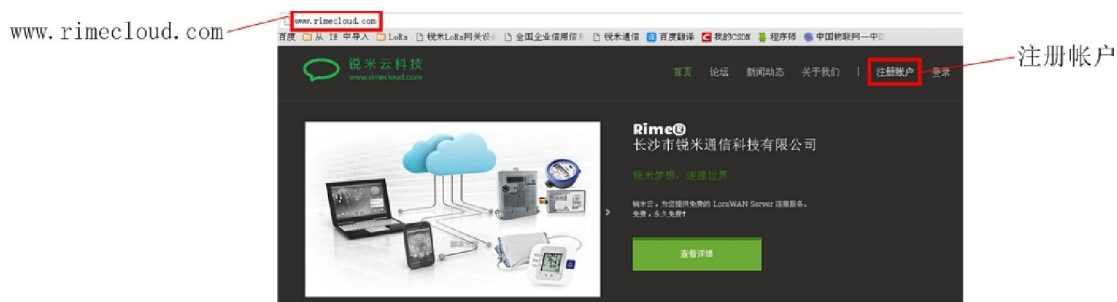 www.rimecloud.com
www.rimecloud.com
百度 从 IE 中导入 LoRa 锐米LoRa网关设 全国企业信用信 锐米通信 百度翻译 我的CSDN 程序师 中国物联网—中
锐米云科技
www.rimecloud.com
首页 论坛 新闻动态 关于我们 | 注册账户 登录
注册帐户
Rime®
长沙市锐米通信科技有限公司
锐米梦想，连接世界
锐米云，为您提供免费的 LoraWAN Server 连接服务。
免费，永久免费!
查看详情